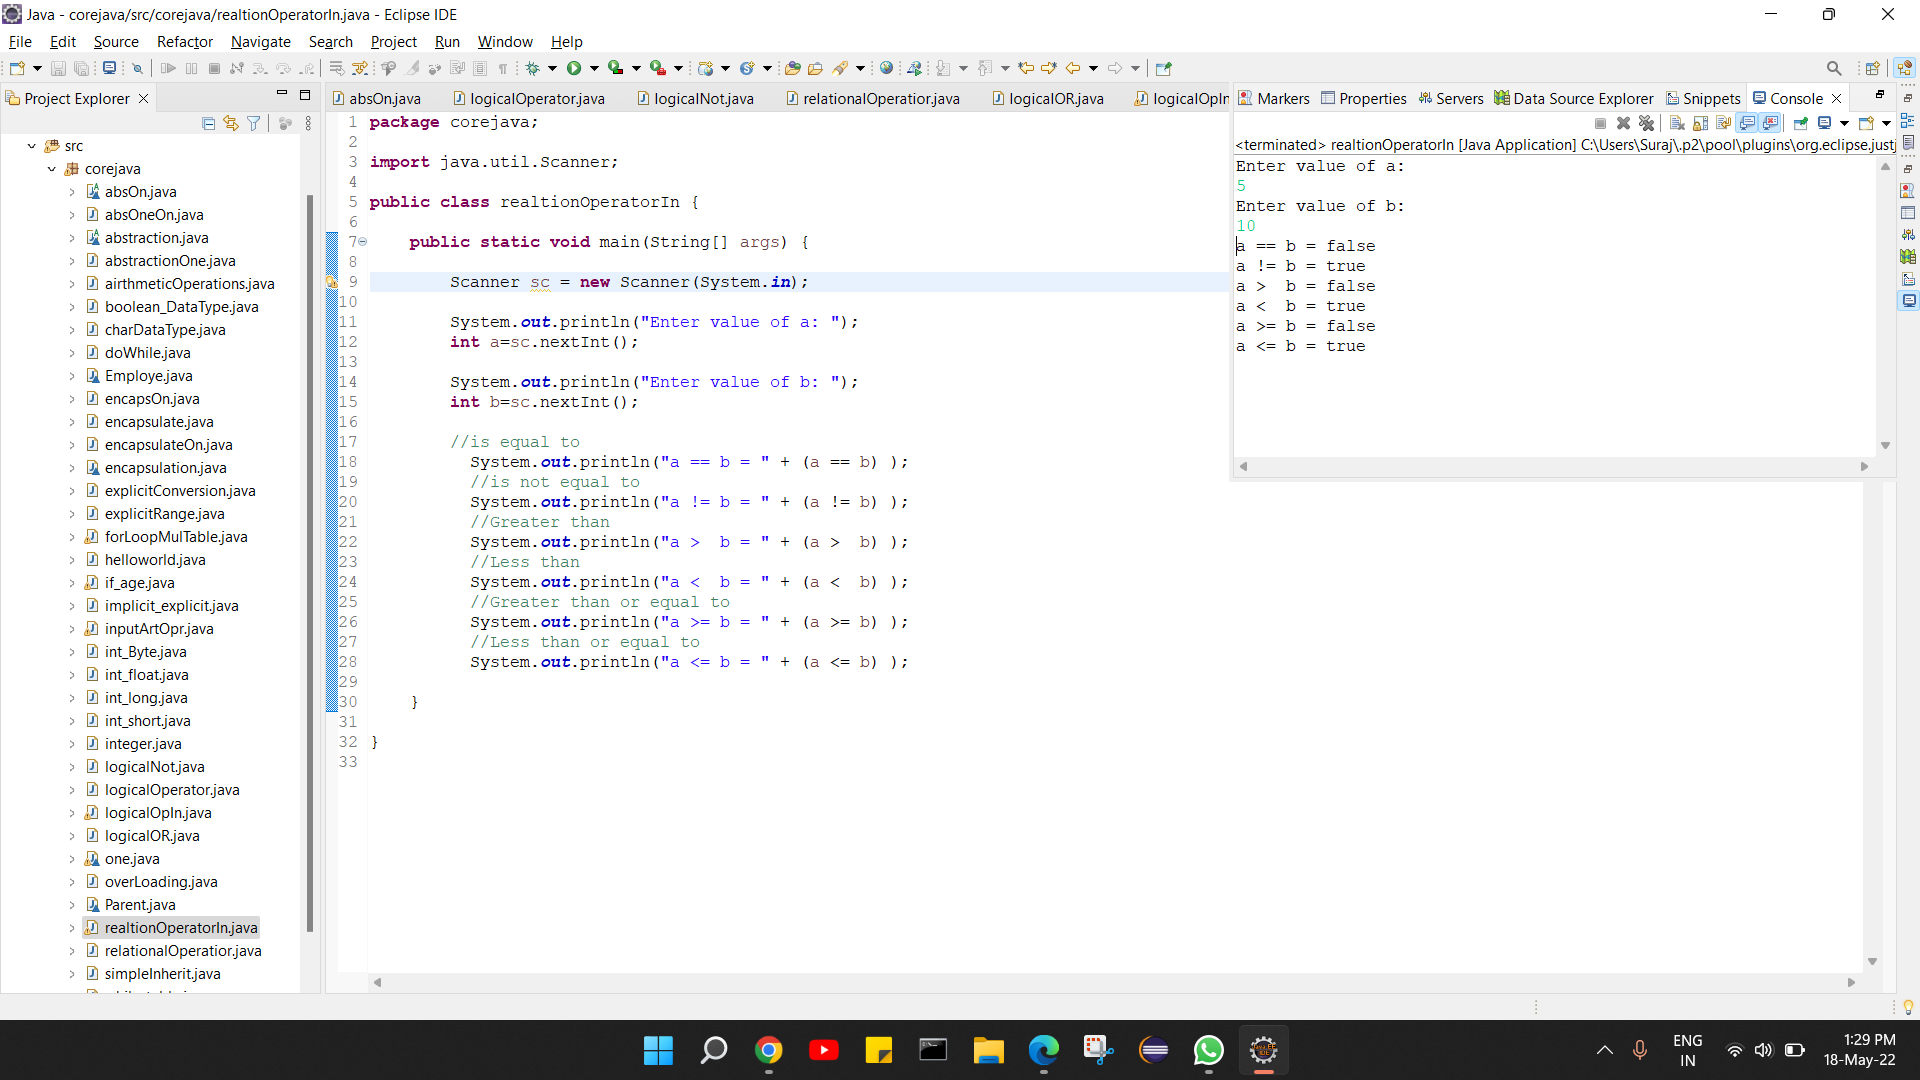 Java - corejava/src/corejava/realtionOperatorIn.java - Eclipse IDE
File Edit Source Refactor Navigate Search Project Run Window Help
Project Explorer
src
corejava
absOn.java
absOneOn.java
abstraction.java
abstractionOne.java
airthmeticOperations.java
boolean_DataType.java
charDataType.java
doWhile.java
Employe.java
encapsOn.java
encapsulate.java
encapsulateOn.java
encapsulation.java
explicitConversion.java
explicitRange.java
forLoopMulTable.java
helloworld.java
if_age.java
implicit_explicit.java
inputArtOpr.java
int_Byte.java
int_float.java
int_long.java
int_short.java
integer.java
logicalNot.java
logicalOperator.java
logicalOpIn.java
logicalOR.java
one.java
overLoading.java
Parent.java
realtionOperatorIn.java
relationalOperatior.java
simpleInherit.java
absOn.java logicalOperator.java logicalNot.java relationalOperatior.java logicalOR.java logicalOpIn
1 package corejava;
2
3 import java.util.Scanner;
4
5 public class realtionOperatorIn {
6
7 public static void main(String[] args) {
8
9 Scanner sc = new Scanner(System.in);
10
11 System.out.println("Enter value of a: ");
12 int a=sc.nextInt();
13
14 System.out.println("Enter value of b: ");
15 int b=sc.nextInt();
16
17 //is equal to
18 System.out.println("a == b = " + (a == b) );
19 //is not equal to
20 System.out.println("a != b = " + (a != b) );
21 //Greater than
22 System.out.println("a >  b = " + (a >  b) );
23 //Less than
24 System.out.println("a <  b = " + (a <  b) );
25 //Greater than or equal to
26 System.out.println("a >= b = " + (a >= b) );
27 //Less than or equal to
28 System.out.println("a <= b = " + (a <= b) );
29
30 }
31
32 }
33
Markers Properties Servers Data Source Explorer Snippets Console
<terminated> realtionOperatorIn [Java Application] C:\Users\Suraj\.p2\pool\plugins\org.eclipse.justj
Enter value of a:
5
Enter value of b:
10
a == b = false
a != b = true
a >  b = false
a <  b = true
a >= b = false
a <= b = true
ENG
IN
1:29 PM
18-May-22